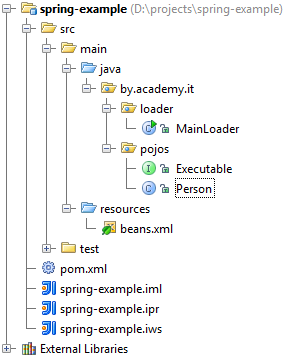 spring-example (D:\projects\spring-example)
src
main
java
by.academy.it
loader
MainLoader
pojos
Executable
Person
resources
beans.xml
test
pom.xml
spring-example.iml
spring-example.ipr
spring-example.iws
External Libraries